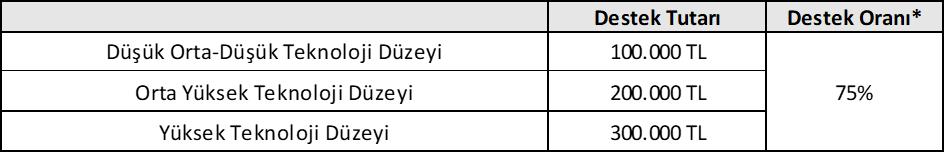 Destek Tutarı Destek Oranı*
Düşük Orta-Düşük Teknoloji Düzeyi 100.000 TL
Orta Yüksek Teknoloji Düzeyi 200.000 TL 75%
Yüksek Teknoloji Düzeyi 300.000 TL